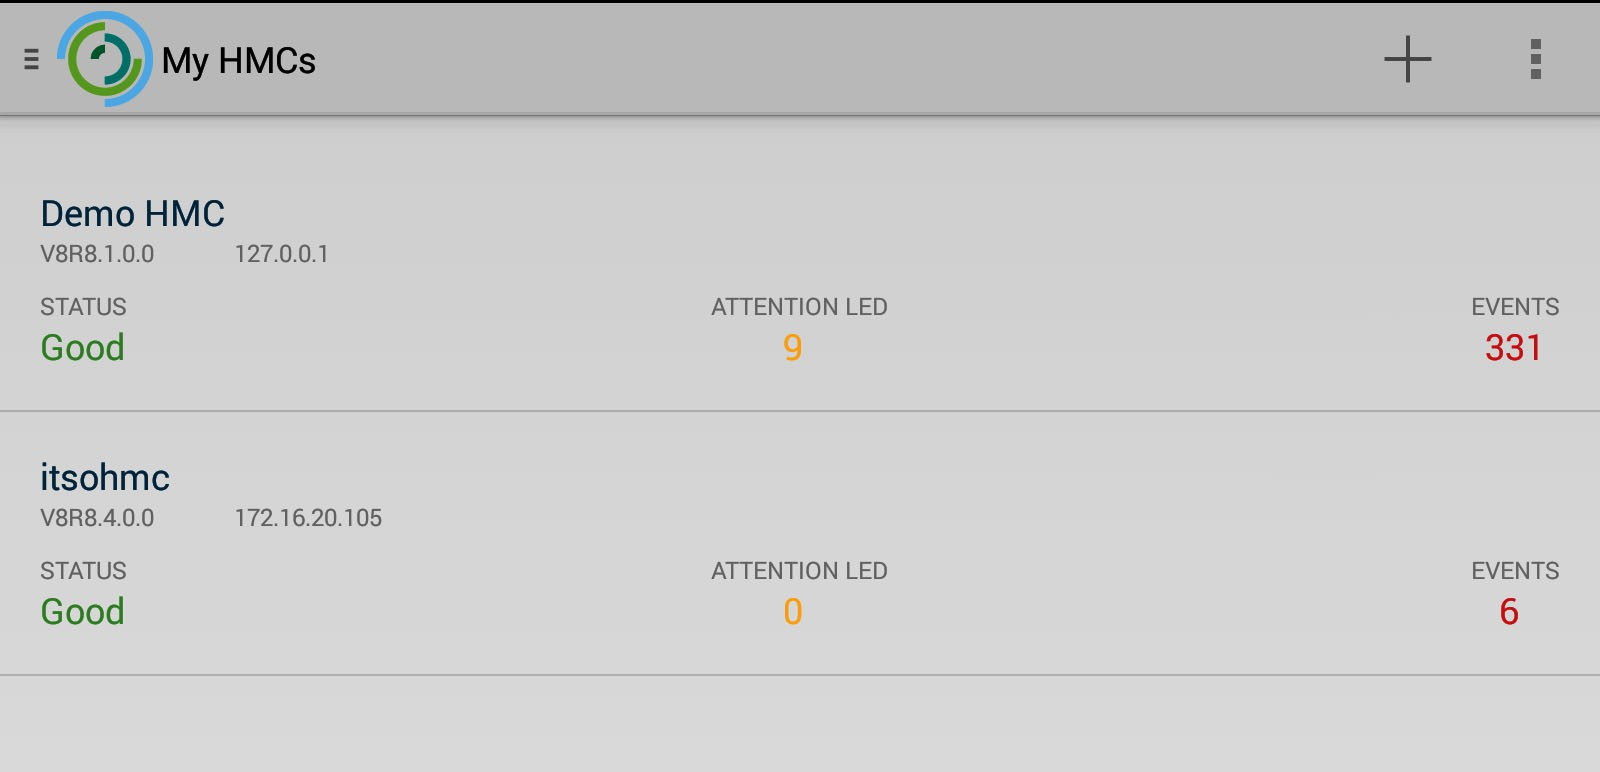 My HMCs
Demo HMC
V8R8.1.0.0 127.0.0.1
STATUS ATTENTION LED EVENTS
Good 9 331
itsohmc
V8R8.4.0.0 172.16.20.105
STATUS ATTENTION LED EVENTS
Good 0 6